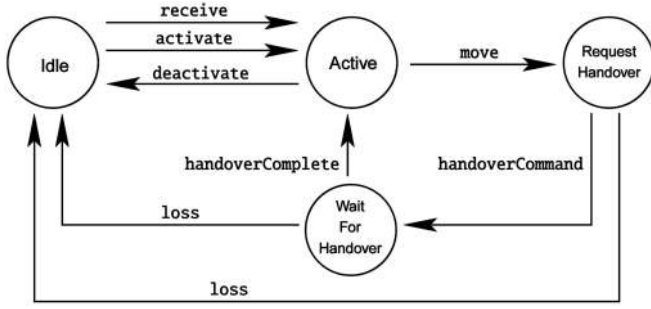 receive
activate
deactivate
Idle
Active
move
Request
Handover
handoverComplete
handoverCommand
loss
Wait
For
Handover
loss